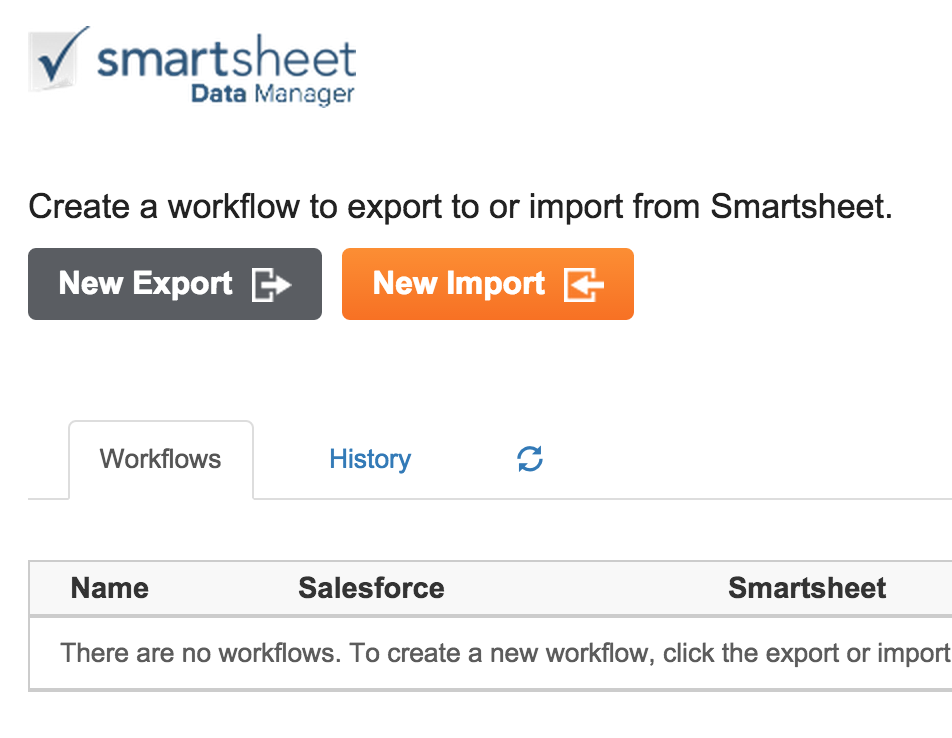 smartsheet
Data Manager
Create a workflow to export to or import from Smartsheet.
New Export New Import
Workflows History
Name Salesforce Smartsheet
There are no workflows. To create a new workflow, click the export or import